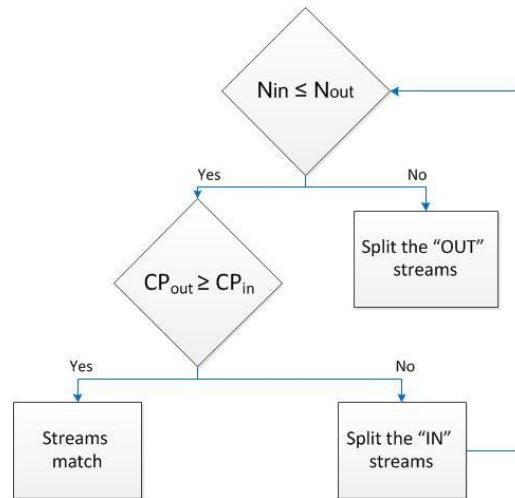 Nin ≤ Nout
Yes
No
Split the “OUT”
streams
CPout ≥ CPin
Yes
No
Streams
match
Split the “IN”
streams